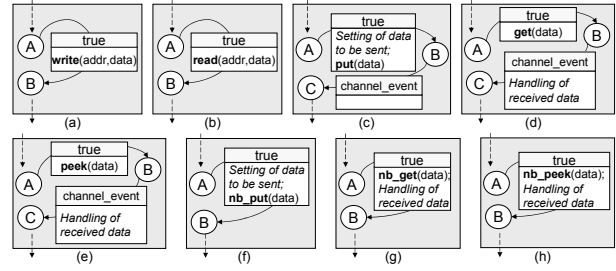 A
true
write(addr,data)
B
(a)
A
true
read(addr,data)
B
(b)
A
true
Setting of data
to be sent;
put(data)
B
C
channel_event
(c)
A
true
get(data)
B
channel_event
C
Handling of
received data
(d)
A
true
peek(data)
B
channel_event
C
Handling of
received data
(e)
A
true
Setting of data
to be sent;
nb_put(data)
B
(f)
A
true
nb_get(data);
Handling of
received data
B
(g)
A
true
nb_peek(data);
Handling of
received data
B
(h)